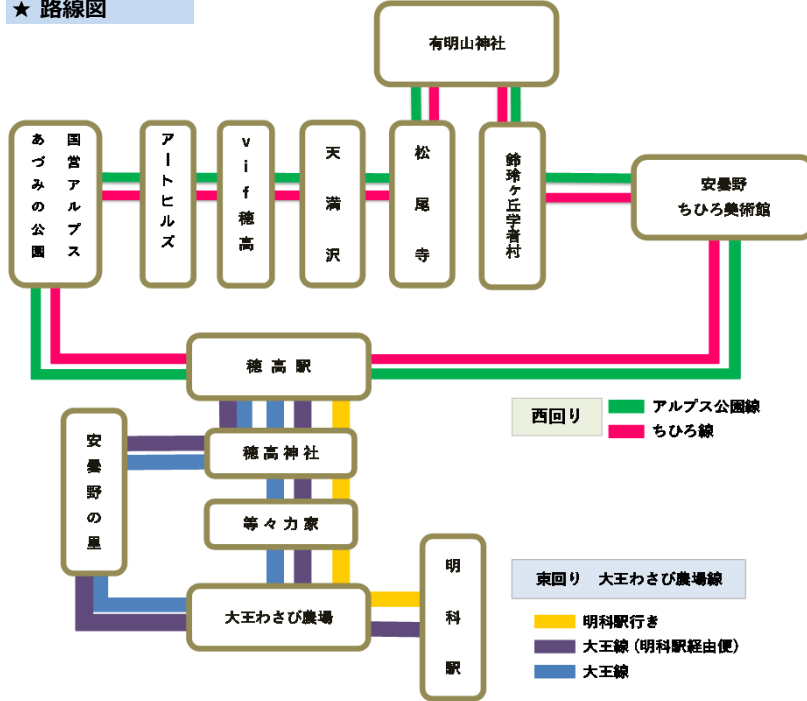 ★ 路線図
有明山神社
国営アルプス
あづみの公園
アートヒルズ
vif穂高
天満沢
松尾寺
鈴玲ヶ丘学者村
安曇野
ちひろ美術館
穂高駅
西回り
アルプス公園線
ちひろ線
安曇野の里
穂高神社
等々力家
大王わさび農場
明科駅
東回り 大王わさび農場線
明科駅行き
大王線(明科駅経由便)
大王線